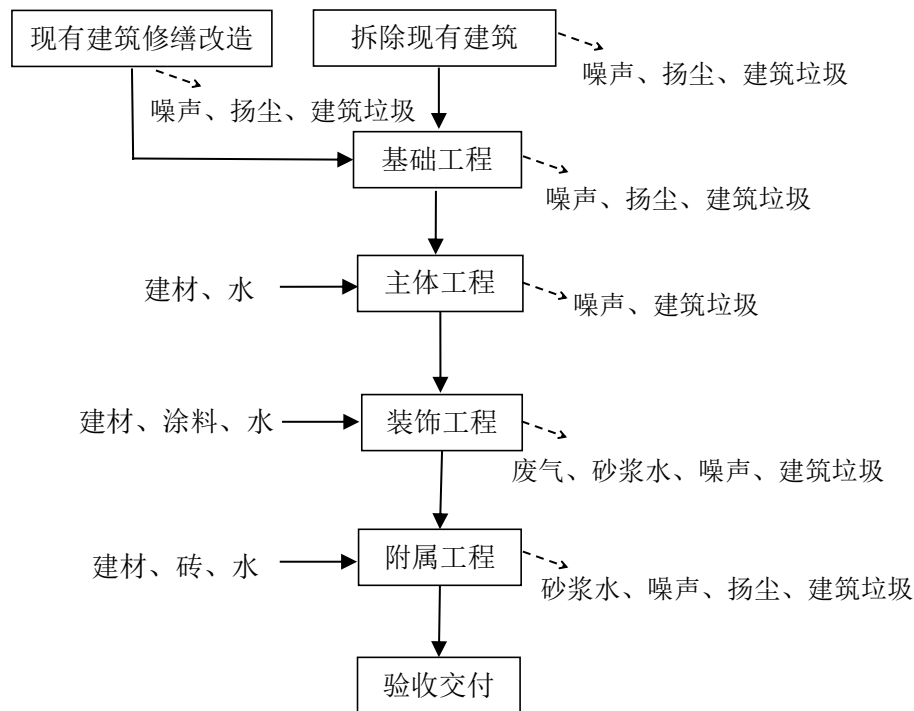 现有建筑修缮改造
拆除现有建筑
噪声、扬尘、建筑垃圾
噪声、扬尘、建筑垃圾
基础工程
噪声、扬尘、建筑垃圾
建材、水
主体工程
噪声、建筑垃圾
建材、涂料、水
装饰工程
废气、砂浆水、噪声、建筑垃圾
建材、砖、水
附属工程
砂浆水、噪声、扬尘、建筑垃圾
验收交付